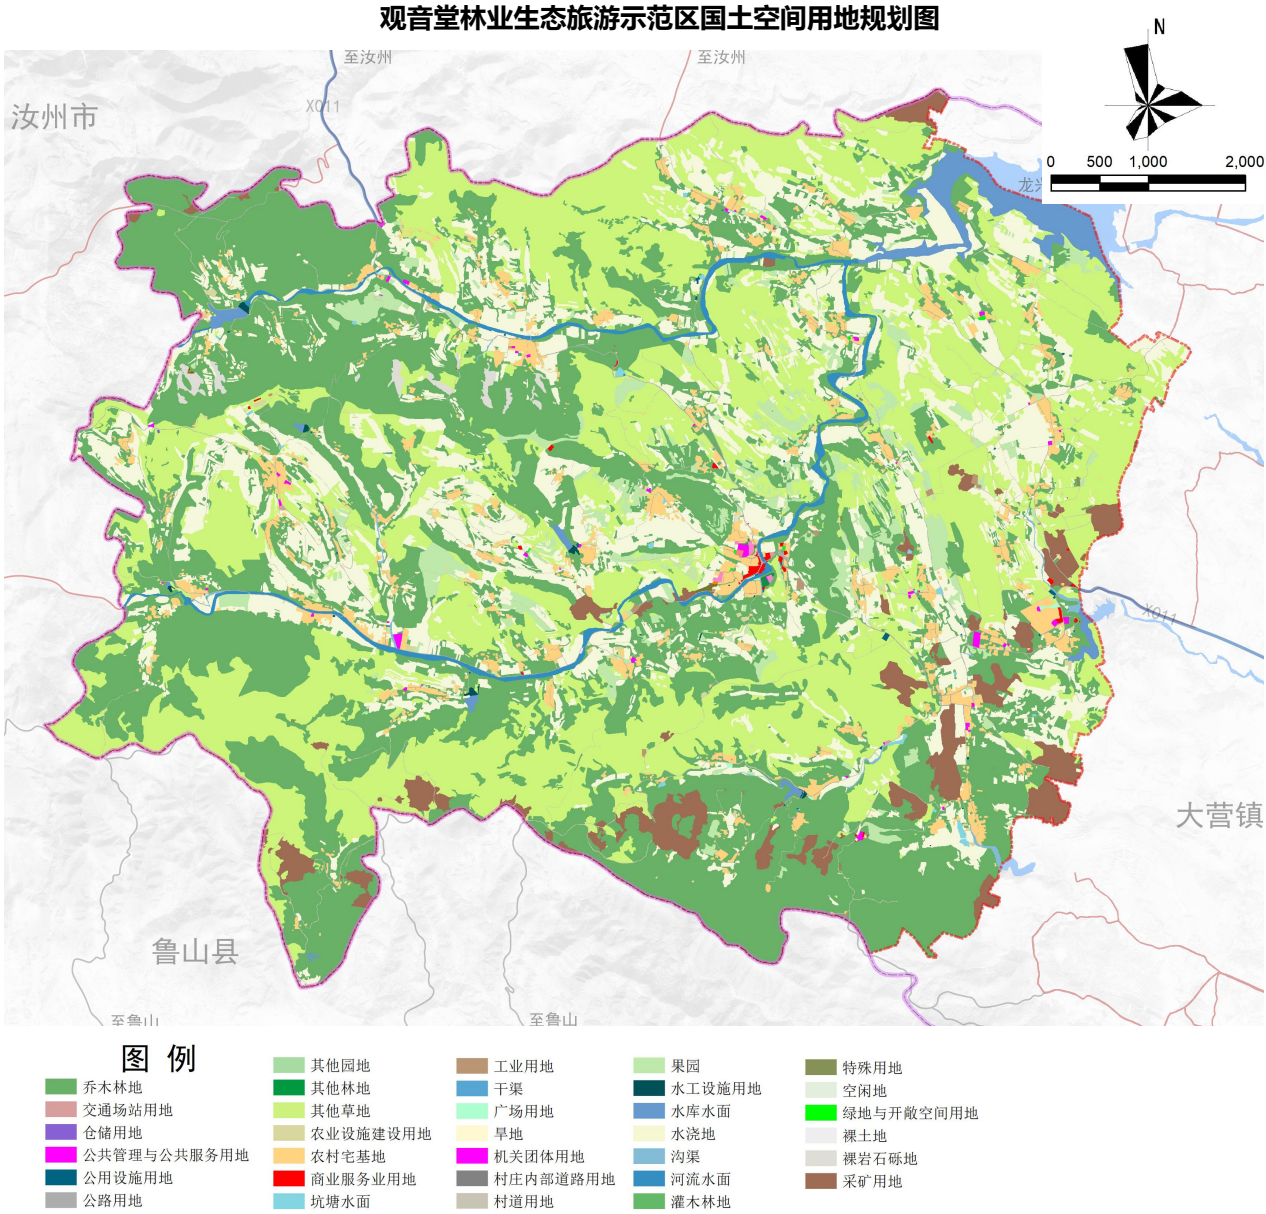 观音堂林业生态旅游示范区国土空间用地规划图
N
0 500 1,000 2,000
至汝州
至汝州
X011
汝州市
X011
大营镇
鲁山县
至鲁山
至鲁山
图 例
乔木林地
交通场站用地
仓储用地
公共管理与公共服务用地
公用设施用地
公路用地
其他园地
其他林地
其他草地
农业设施建设用地
农村宅基地
商业服务业用地
坑塘水面
工业用地
干渠
广场用地
旱地
机关团体用地
村庄内部道路用地
村道用地
果园
水工设施用地
水库水面
水浇地
沟渠
河流水面
灌木林地
特殊用地
空闲地
绿地与开敞空间用地
裸土地
裸岩石砾地
采矿用地